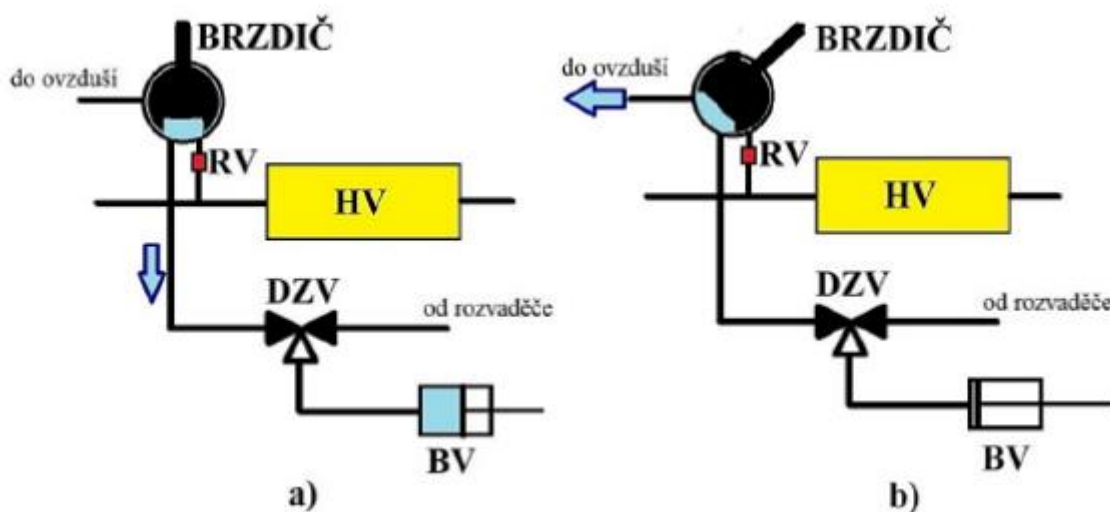 BRZDIČ
do ovzduší
RV
HV
DZV
od rozvaděče
BV
a)
BRZDIČ
do ovzduší
RV
HV
DZV
od rozvaděče
BV
b)